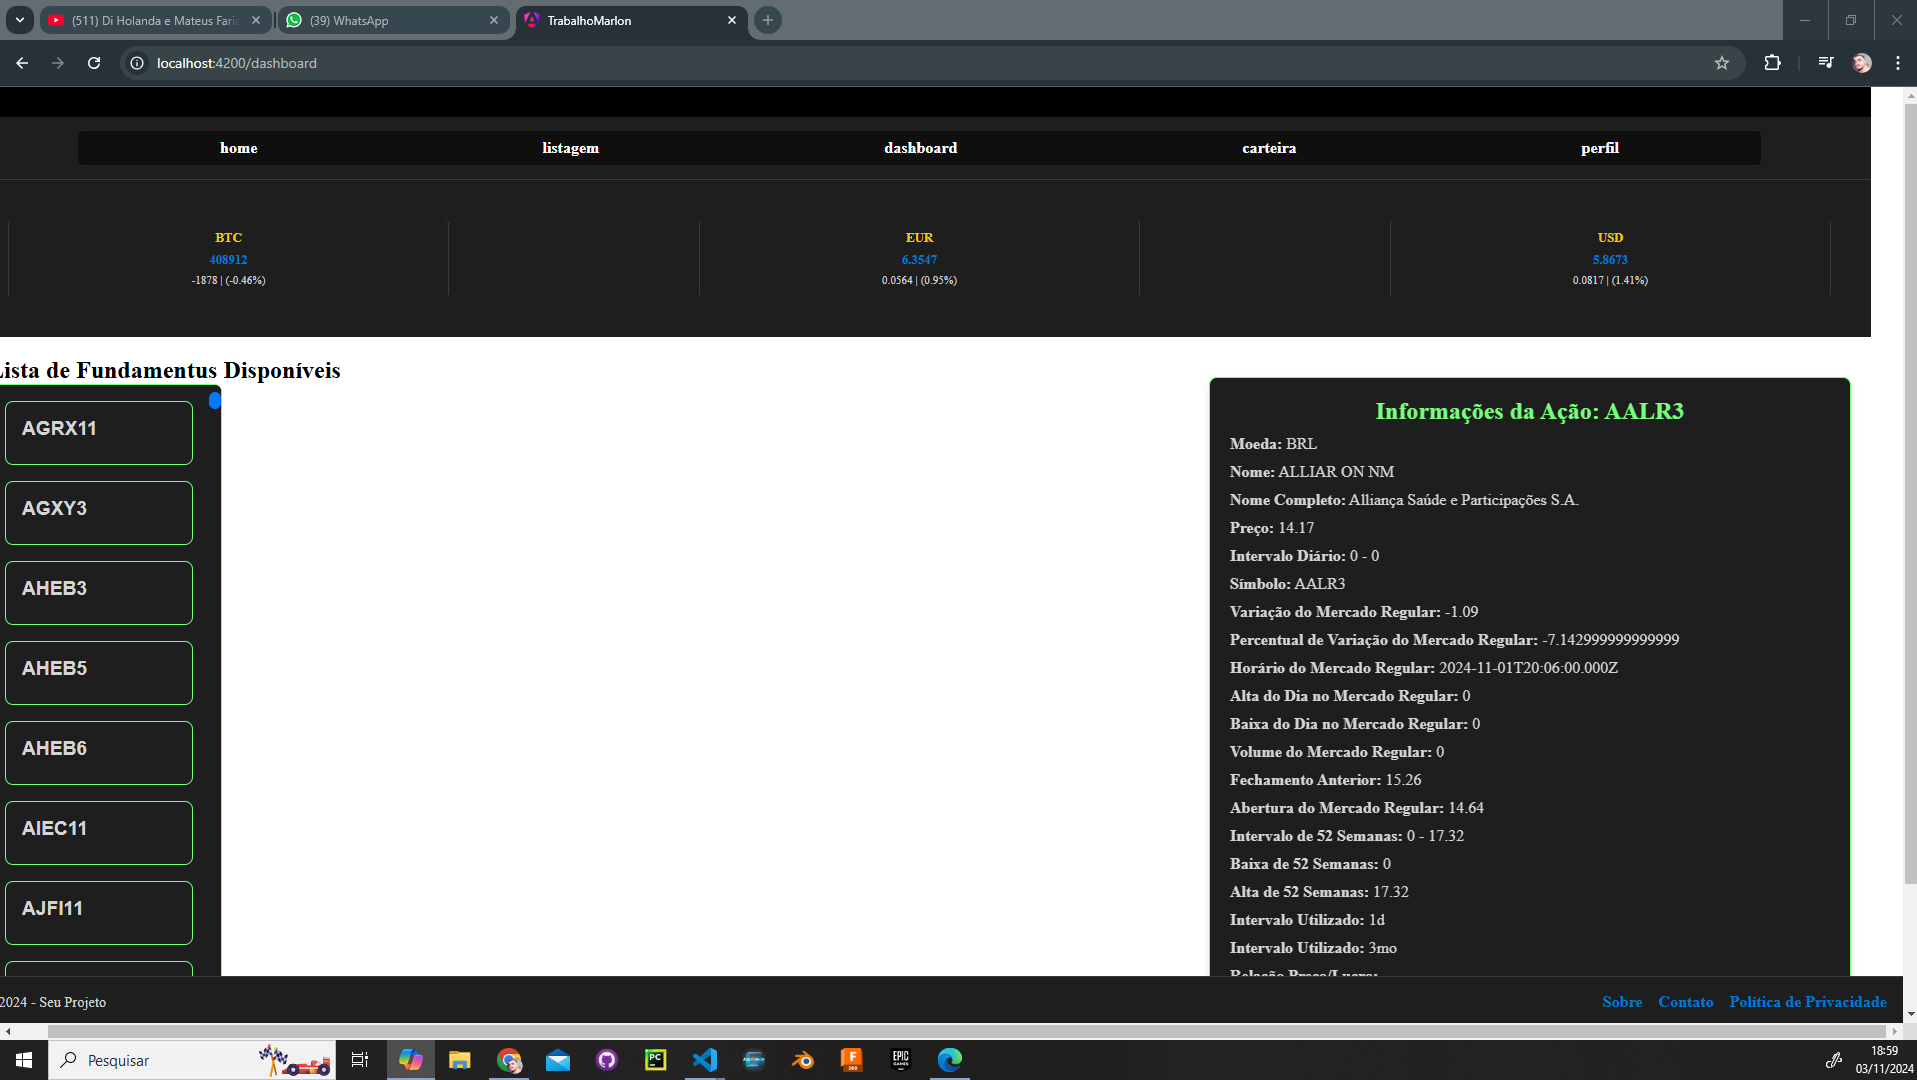 (511) Di Holanda e Mateus Faria
(39) WhatsApp
TrabalhoMarlon
localhost:4200/dashboard
home
listagem
dashboard
carteira
perfil
BTC
408912
-1878 | (-0.46%)
EUR
6.3547
0.0564 | (0.95%)
USD
5.8673
0.0817 | (1.41%)
Lista de Fundamentus Disponíveis
AGRX11
AGXY3
AHEB3
AHEB5
AHEB6
AIEC11
AJFI11
Informações da Ação: AALR3
Moeda: BRL
Nome: ALLIAR ON NM
Nome Completo: Alliança Saúde e Participações S.A.
Preço: 14.17
Intervalo Diário: 0 - 0
Símbolo: AALR3
Variação do Mercado Regular: -1.09
Percentual de Variação do Mercado Regular: -7.142999999999999
Horário do Mercado Regular: 2024-11-01T20:06:00.000Z
Alta do Dia no Mercado Regular: 0
Baixa do Dia no Mercado Regular: 0
Volume do Mercado Regular: 0
Fechamento Anterior: 15.26
Abertura do Mercado Regular: 14.64
Intervalo de 52 Semanas: 0 - 17.32
Baixa de 52 Semanas: 0
Alta de 52 Semanas: 17.32
Intervalo Utilizado: 1d
Intervalo Utilizado: 3mo
Relação Preço/Lucro:
2024 - Seu Projeto
Sobre
Contato
Política de Privacidade
Pesquisar
18:59
03/11/2024